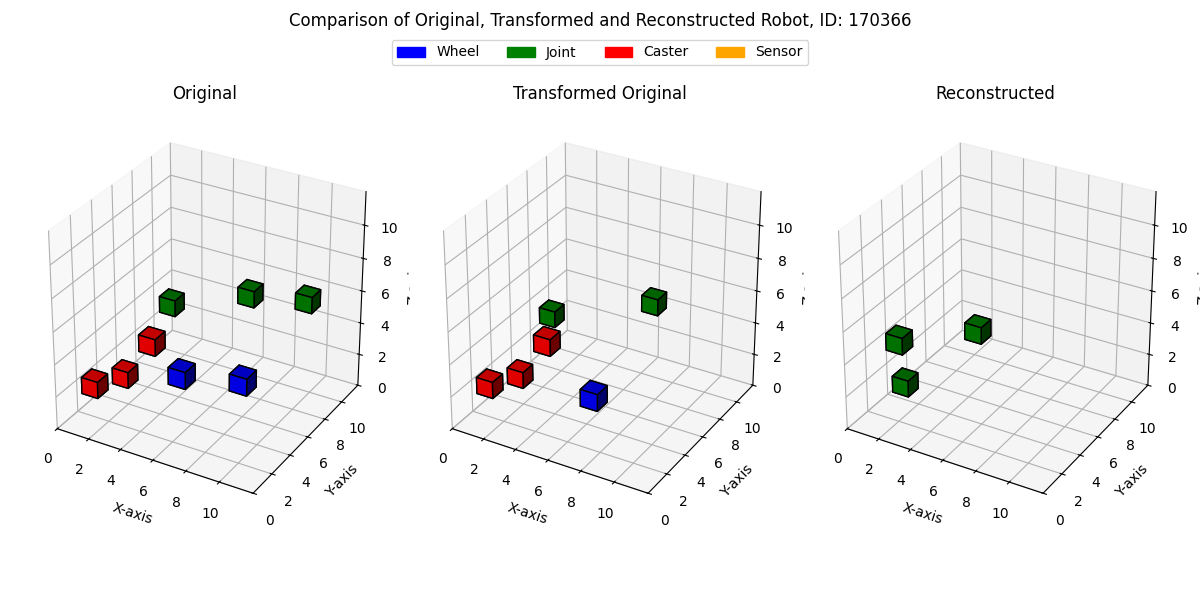 Comparison of Original, Transformed and Reconstructed Robot, ID: 170366
Wheel Joint Caster Sensor
Original
Transformed Original
Reconstructed
0 2 4 6 8 10
X-axis
0 2 4 6 8 10
Y-axis
0 2 4 6 8 10
0 2 4 6 8 10
X-axis
0 2 4 6 8 10
Y-axis
0 2 4 6 8 10
0 2 4 6 8 10
X-axis
0 2 4 6 8 10
Y-axis
0 2 4 6 8 10